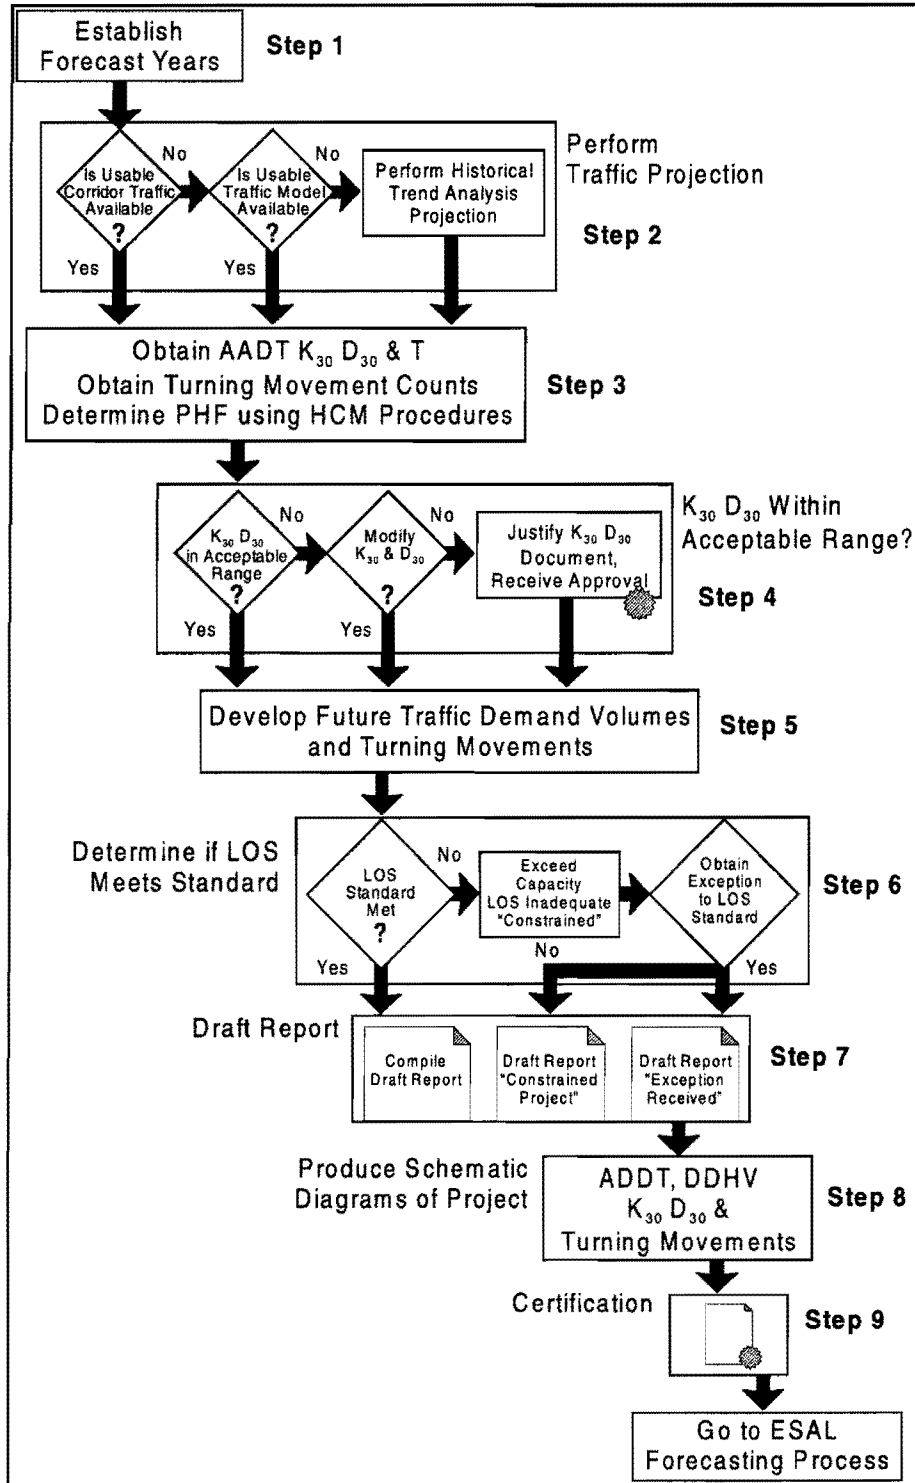 Establish
Forecast Years
Step 1
Perform
Traffic Projection
Step 2
Is Usable
Corridor Traffic
Available
?
No
Yes
Is Usable
Traffic Model
Available
?
No
Yes
Perform Historical
Trend Analysis
Projection
Obtain AADT K30 D30 & T
Obtain Turning Movement Counts
Determine PHF using HCM Procedures
Step 3
K30 D30 Within
Acceptable Range?
Step 4
K30 D30
in Acceptable
Range
?
No
Yes
Modify
K30 & D30
?
No
Yes
Justify K30 D30
Document,
Receive Approval
Develop Future Traffic Demand Volumes
and Turning Movements
Step 5
Determine if LOS
Meets Standard
Step 6
LOS
Standard
Met
?
No
Yes
Exceed
Capacity
LOS Inadequate
"Constrained"
Obtain
Exception
to LOS
Standard
No
Yes
Draft Report
Step 7
Compile
Draft Report
Draft Report
"Constrained
Project"
Draft Report
"Exception
Received"
Produce Schematic
Diagrams of Project
ADDT, DDHV
K30 D30 &
Turning Movements
Step 8
Certification
Step 9
Go to ESAL
Forecasting Process